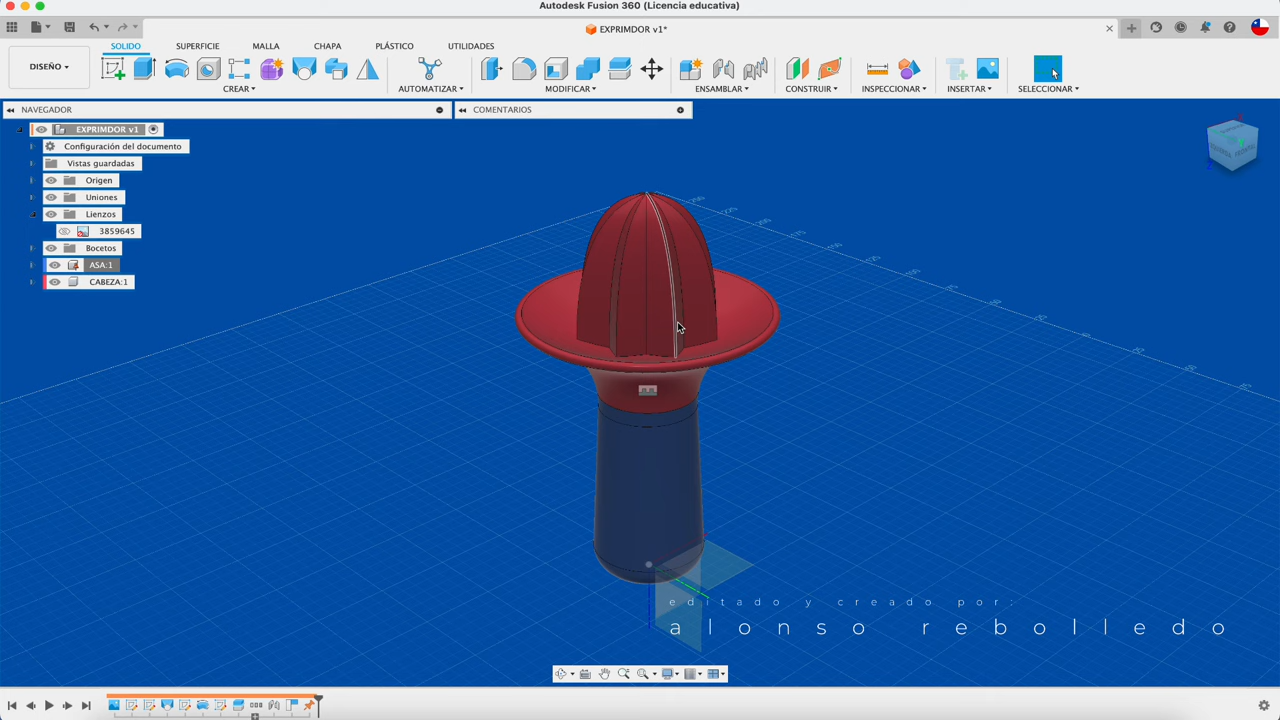 Autodesk Fusion 360 (Licencia educativa)
EXPRIMDOR v1*
DISEÑO
SOLIDO
SUPERFICIE
MALLA
CHAPA
PLÁSTICO
UTILIDADES
CREAR
AUTOMATIZAR
MODIFICAR
ENSAMBLAR
CONSTRUIR
INSPECCIONAR
INSERTAR
SELECCIONAR
NAVEGADOR
COMENTARIOS
EXPRIMDOR v1
Configuración del documento
Vistas guardadas
Origen
Uniones
Lienzos
3859645
Bocetos
ASA:1
CABEZA:1
editado y creado por:
alonso rebolledo